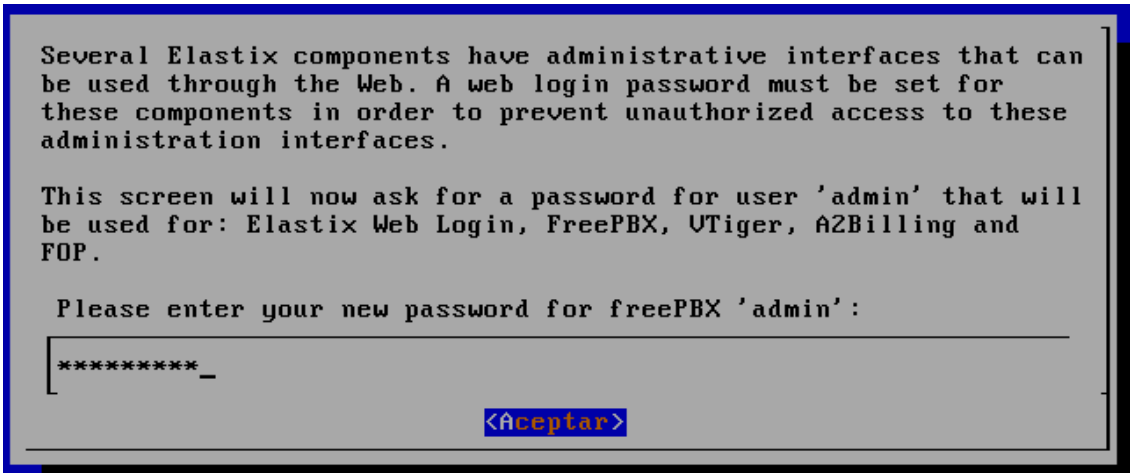 Several Elastix components have administrative interfaces that can
be used through the Web. A web login password must be set for
these components in order to prevent unauthorized access to these
administration interfaces.
This screen will now ask for a password for user 'admin' that will
be used for: Elastix Web Login, FreePBX, VTiger, A2Billing and
FOP.
Please enter your new password for freePBX 'admin':
*********_
<Aceptar>